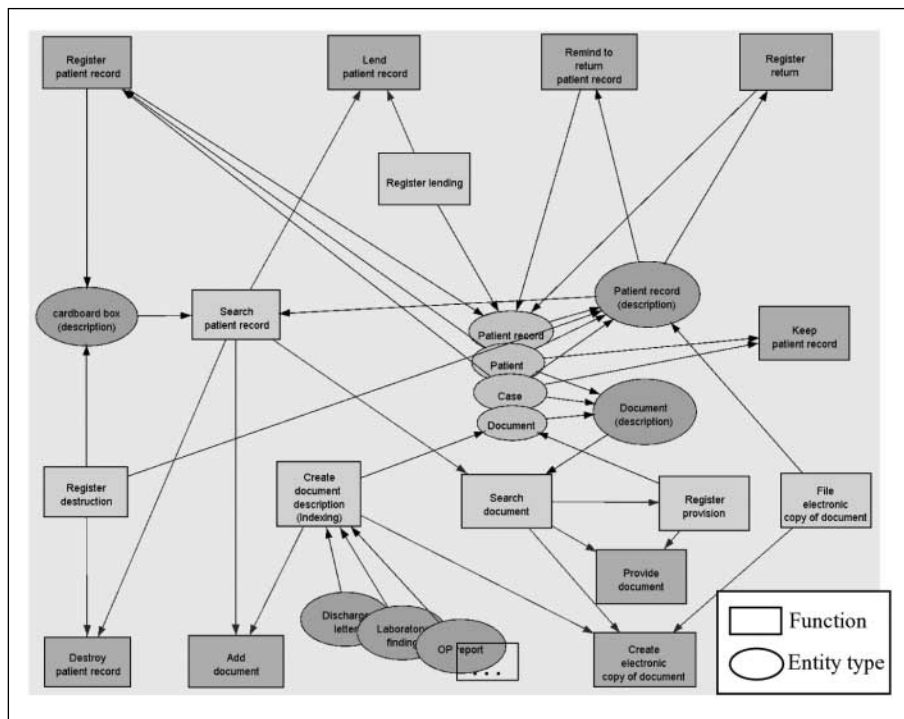 Register
patient record
Lend
patient record
Remind to
return
patient record
Register
return
Register lending
cardboard box
(description)
Search
patient record
Patient record
(description)
Patient record
Patient
Case
Document
Keep
patient record
Document
(description)
Register
destruction
Create
document
description
(indexing)
Search
document
Register
provision
File
electronic
copy of document
Provide
document
Discharge
letter
Laboratory
finding
OP report
. . .
Destroy
patient record
Add
document
Create
electronic
copy of document
Function
Entity type